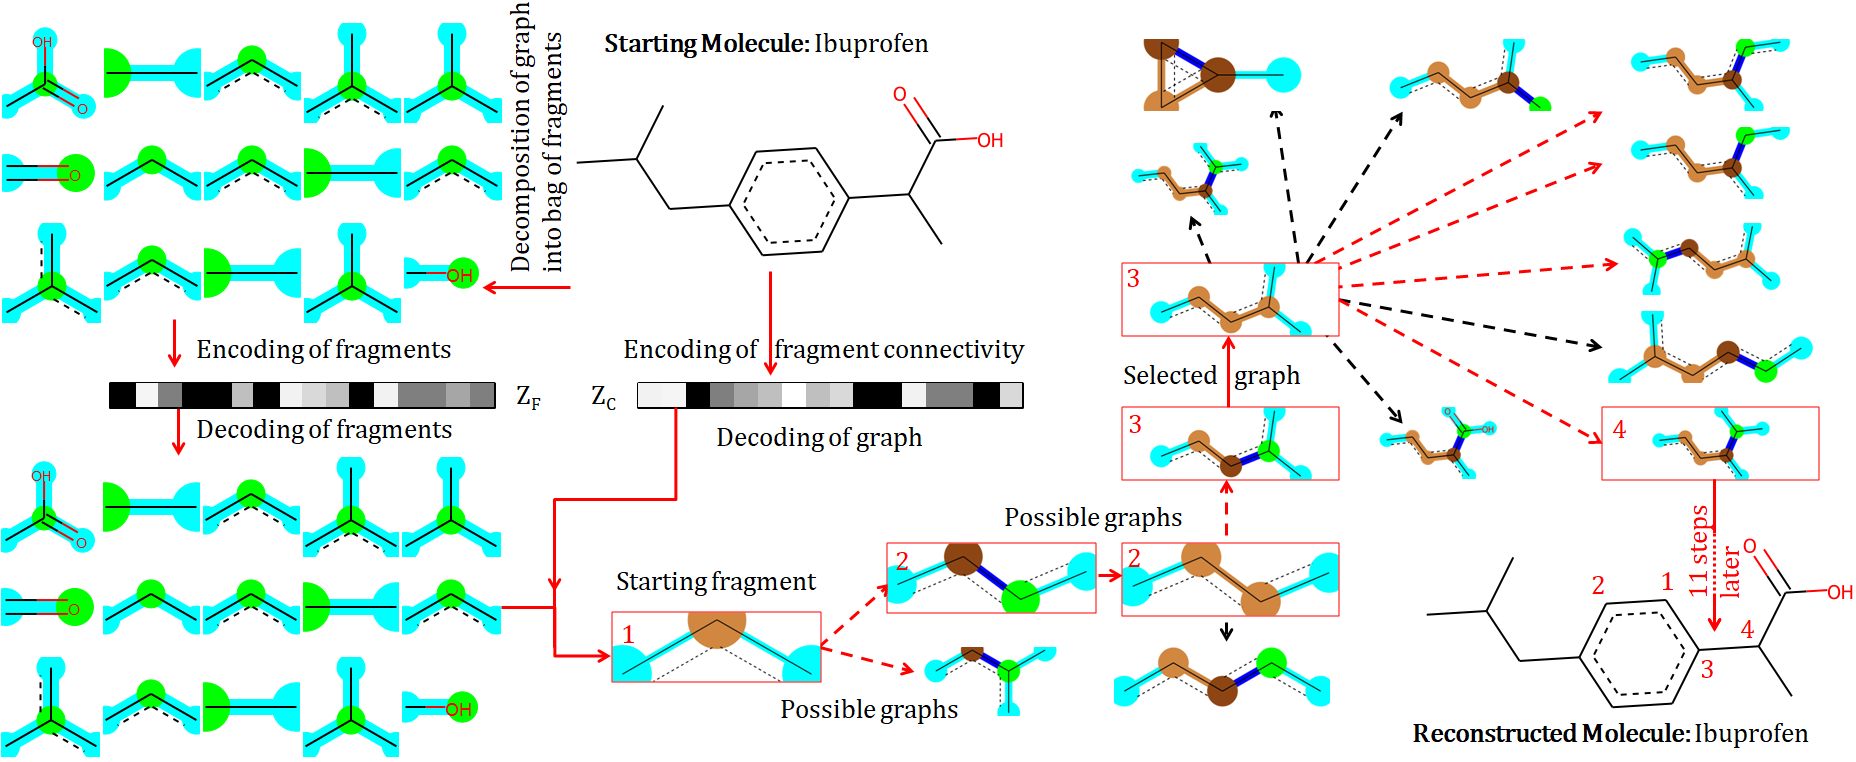 Starting Molecule: Ibuprofen
Decomposition of graph
into bag of fragments
OH
O
O
OH
O
OH
Encoding of fragments
Z_F
Decoding of fragments
Encoding of fragment connectivity
Z_C
Decoding of graph
OH
O
O
OH
Starting fragment
1
Possible graphs
2
2
Possible graphs
3
Selected graph
3
O
OH
4
11 steps
later
O
OH
2
1
4
3
Reconstructed Molecule: Ibuprofen